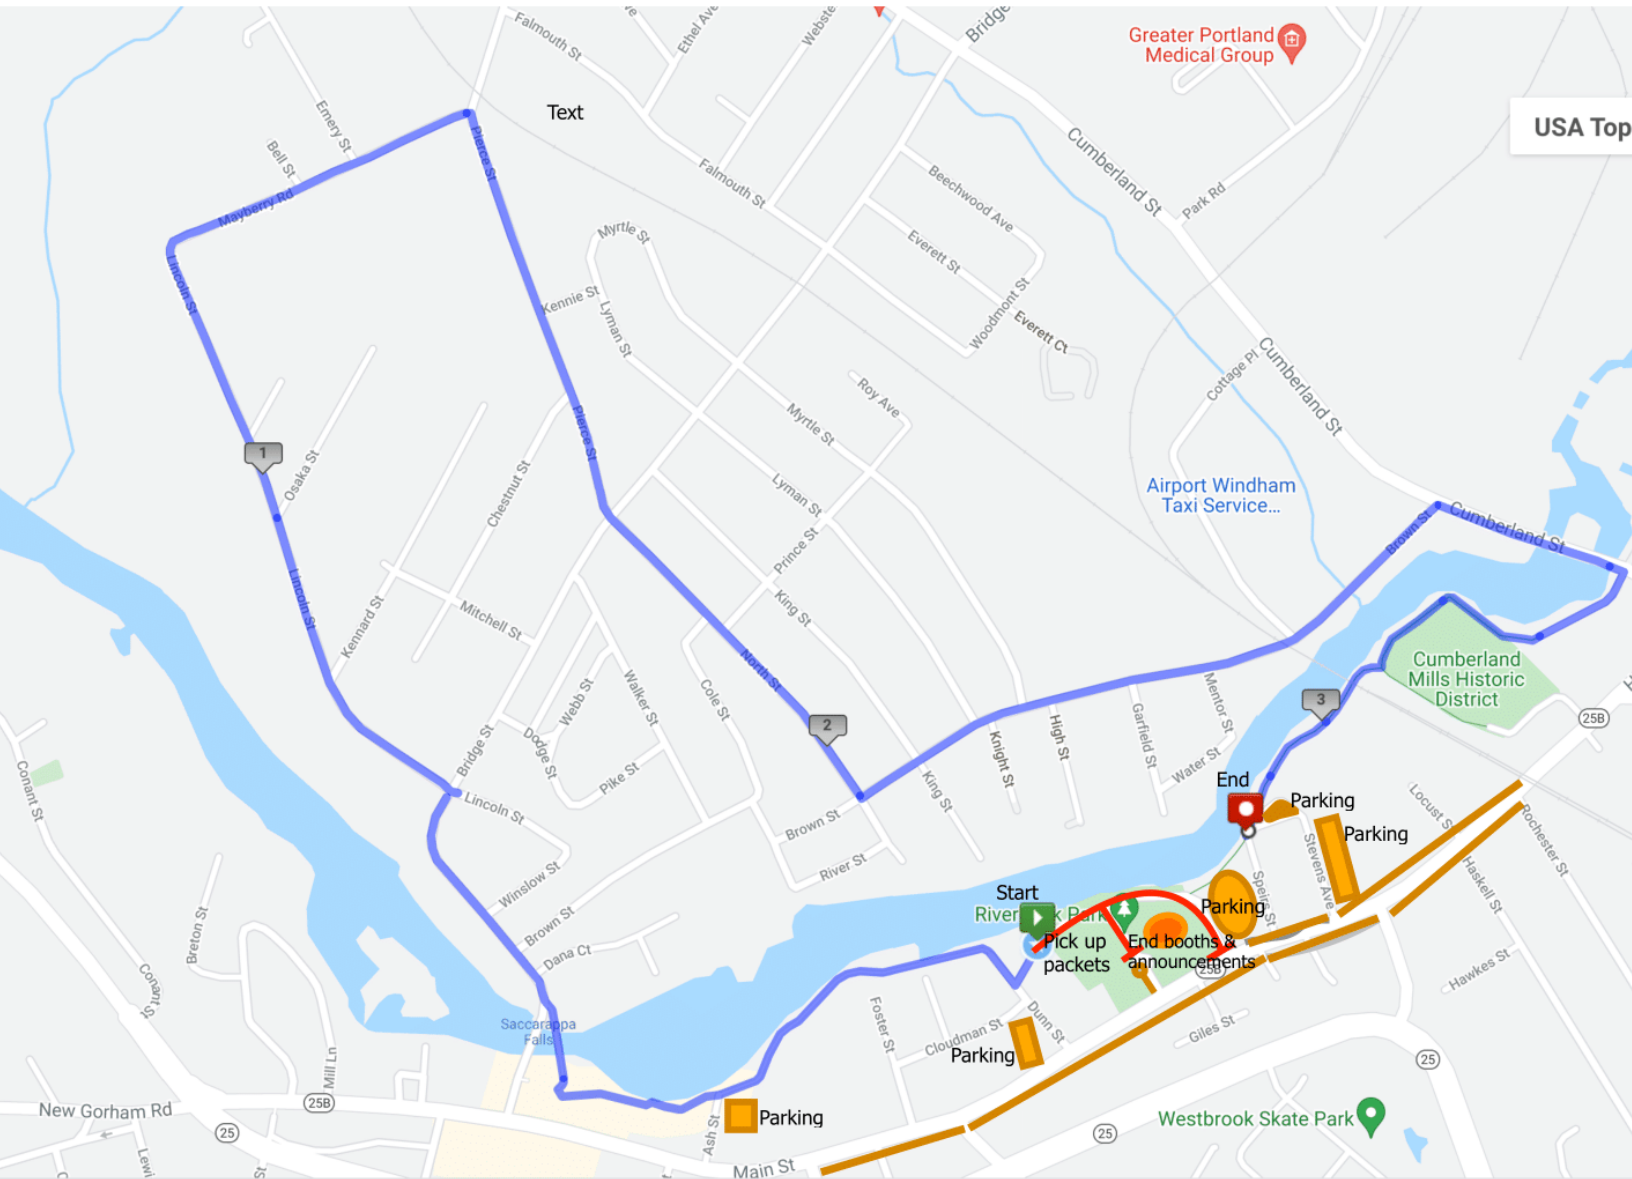 Falmouth St
Ethel Ave
Webste
Bridge
Greater Portland
Medical Group
USA Top
Text
Emery St
Bell St
Pierce St
Mayberry Rd
Lincoln St
Falmouth St
Cumberland St
Park Rd
Beechwood Ave
Everett St
Woodmont St
Everett Ct
Myrtle St
Kennie St
Lyman St
Cottage Pl
Cumberland St
Roy Ave
Myrtle St
Pierce St
1
Osaka St
Chestnut St
Lyman St
Prince St
Airport Windham
Taxi Service...
Brown St
Cumberland St
Lincoln St
Kennard St
Mitchell St
King St
North St
Cole St
Webb St
Walker St
Dodge St
Bridge St
Pike St
2
Knight St
High St
Garfield St
Mentor St
Water St
Cumberland
Mills Historic
District
3
25B
H
Conant St
Lincoln St
Brown St
King St
River St
End
Parking
Parking
Locust S
Rochester St
Haskell St
Stevens Ave
Speirs St
Winslow St
Brown St
Dana Ct
Breton St
Conant St
Start
River k Park
Parking
Pick up
packets
End booths &
announcements
25B
Hawkes St
Giles St
Saccarappa
Falls
Foster St
Cloudman St
Dunn St
Parking
25
Mill Ln
New Gorham Rd
25B
25
Lewi
St
Ash St
Parking
Main St
25
Westbrook Skate Park